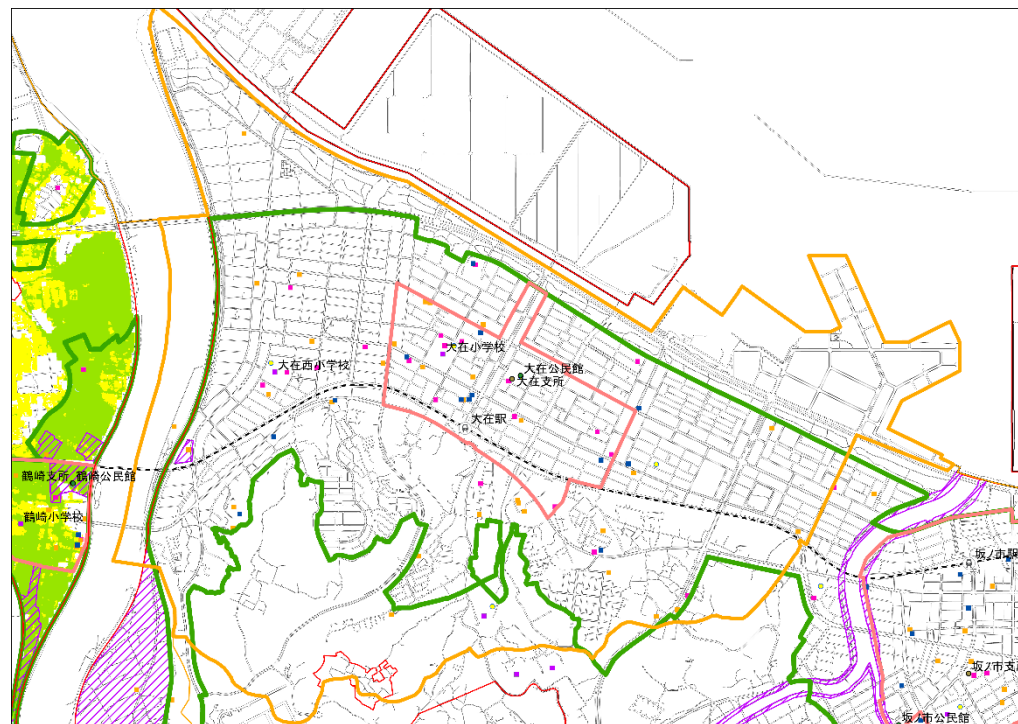 大在小学校
大在西小学校
大在公民館
大在支所
大在駅
鶴崎支所 鶴崎公民館
鶴崎小学校
坂ノ市駅
坂ノ市支所
坂ノ市公民館